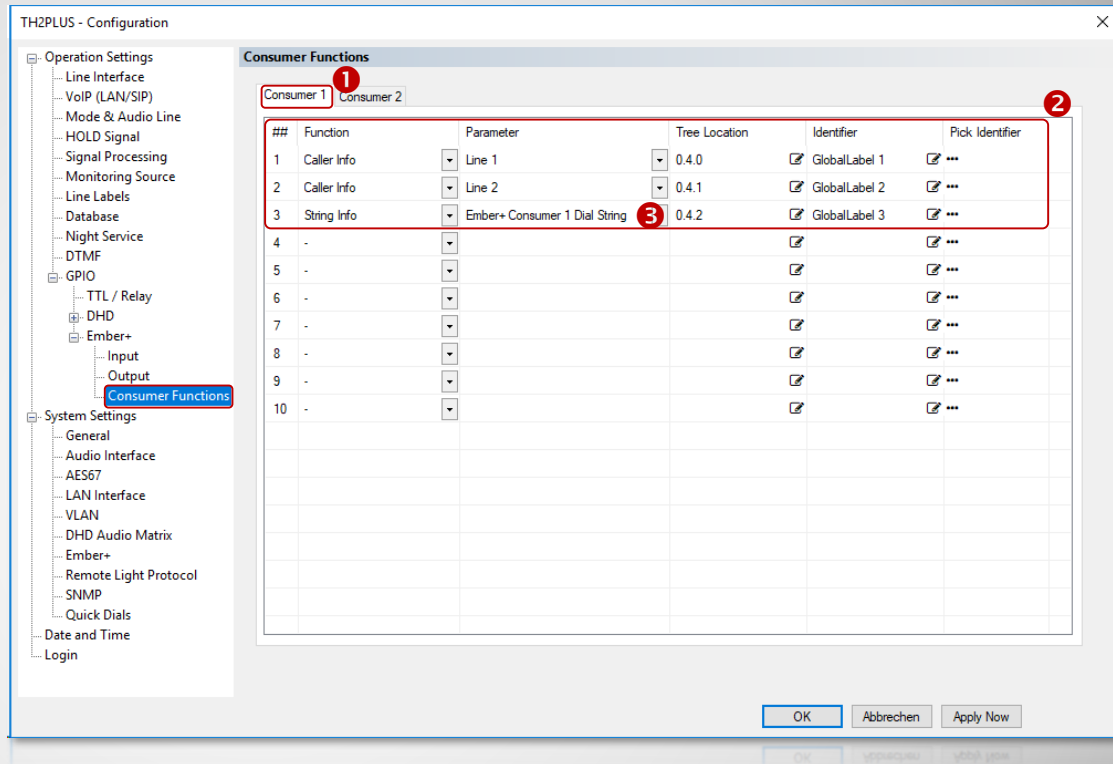 TH2PLUS - Configuration
Operation Settings
Line Interface
VoIP (LAN/SIP)
Mode & Audio Line
HOLD Signal
Signal Processing
Monitoring Source
Line Labels
Database
Night Service
DTMF
GPIO
TTL / Relay
DHD
Ember+
Input
Output
Consumer Functions
System Settings
General
Audio Interface
AES67
LAN Interface
VLAN
DHD Audio Matrix
Ember+
Remote Light Protocol
SNMP
Quick Dials
Date and Time
Login
Consumer Functions
1
Consumer 1 Consumer 2
2
## Function Parameter Tree Location Identifier Pick Identifier
1 Caller Info Line 1 0.4.0 GlobalLabel 1 •••
2 Caller Info Line 2 0.4.1 GlobalLabel 2 •••
3 String Info Ember+ Consumer 1 Dial String 3 0.4.2 GlobalLabel 3 •••
4 - •••
5 - •••
6 - •••
7 - •••
8 - •••
9 - •••
10 - •••
OK Abbrechen Apply Now